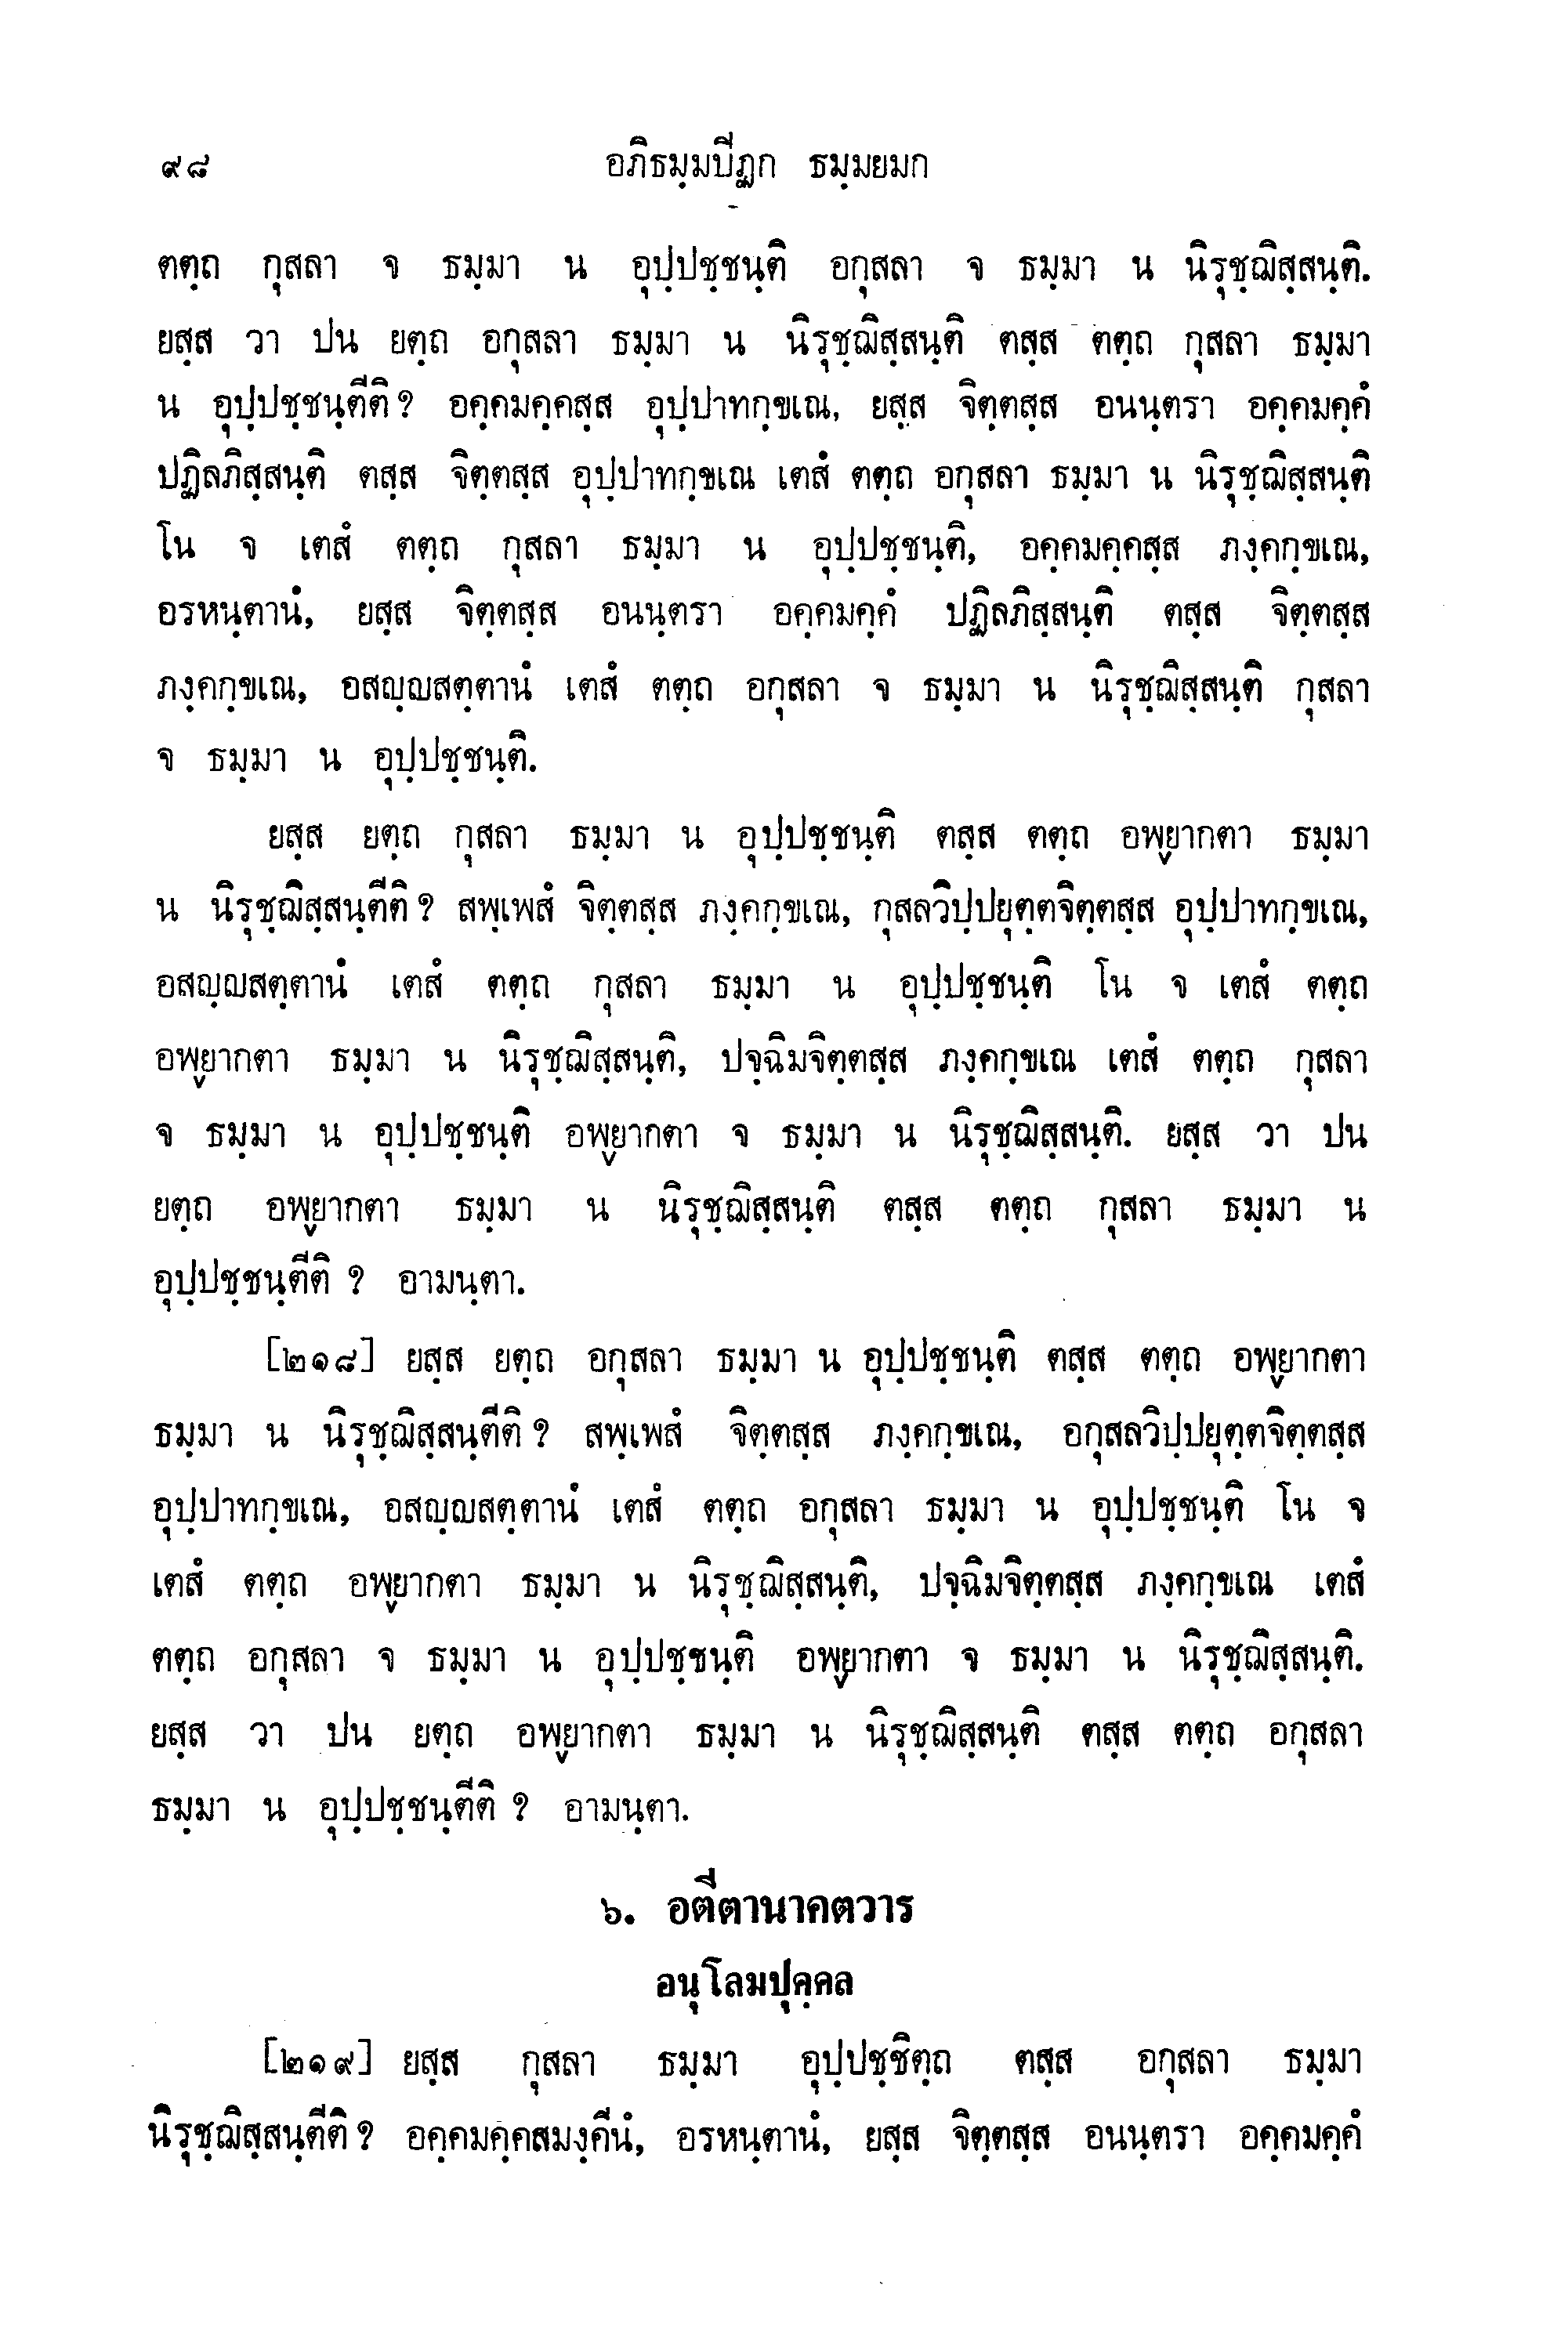 ๙๘ อภิธมฺมปีฏก ธมฺมยมก
ตตฺถ กุสลา จ ธมฺมา น อุปฺปชฺชนฺติ อกุสลา จ ธมฺมา น นิรุชฺฌิสฺสนฺติ.
ยสฺส วา ปน ยตฺถ อกุสลา ธมฺมา น นิรุชฺฌิสฺสนฺติ ตสฺส ตตฺถ กุสลา ธมฺมา
น อุปฺปชฺชนฺตีติ ? อคฺคมคฺคสฺส อุปฺปาทกฺขเณ, ยสฺส จิตฺตสฺส อนนฺตรา อคฺคมคฺคํ
ปฏิลภิสฺสนฺติ ตสฺส จิตฺตสฺส อุปฺปาทกฺขเณ เตสํ ตตฺถ อกุสลา ธมฺมา น นิรุชฺฌิสฺสนฺติ
โน จ เตสํ ตตฺถ กุสลา ธมฺมา น อุปฺปชฺชนฺติ, อคฺคมคฺคสฺส ภงฺคกฺขเณ,
อรหนฺตานํ, ยสฺส จิตฺตสฺส อนนฺตรา อคฺคมคฺคํ ปฏิลภิสฺสนฺติ ตสฺส จิตฺตสฺส
ภงฺคกฺขเณ, อสญฺญสตฺตานํ เตสํ ตตฺถ อกุสลา จ ธมฺมา น นิรุชฺฌิสฺสนฺติ กุสลา
จ ธมฺมา น อุปฺปชฺชนฺติ.
ยสฺส ยตฺถ กุสลา ธมฺมา น อุปฺปชฺชนฺติ ตสฺส ตตฺถ อพฺยากตา ธมฺมา
น นิรุชฺฌิสฺสนฺตีติ ? สพฺเพสํ จิตฺตสฺส ภงฺคกฺขเณ, กุสลวิปฺปยุตฺตจิตฺตสฺส อุปฺปาทกฺขเณ,
อสญฺญสตฺตานํ เตสํ ตตฺถ กุสลา ธมฺมา น อุปฺปชฺชนฺติ โน จ เตสํ ตตฺถ
อพฺยากตา ธมฺมา น นิรุชฺฌิสฺสนฺติ, ปจฺฉิมจิตฺตสฺส ภงฺคกฺขเณ เตสํ ตตฺถ กุสลา
จ ธมฺมา น อุปฺปชฺชนฺติ อพฺยากตา จ ธมฺมา น นิรุชฺฌิสฺสนฺติ. ยสฺส วา ปน
ยตฺถ อพฺยากตา ธมฺมา น นิรุชฺฌิสฺสนฺติ ตสฺส ตตฺถ กุสลา ธมฺมา น
อุปฺปชฺชนฺตีติ ? อามนฺตา.
[๒๑๘] ยสฺส ยตฺถ อกุสลา ธมฺมา น อุปฺปชฺชนฺติ ตสฺส ตตฺถ อพฺยากตา
ธมฺมา น นิรุชฺฌิสฺสนฺตีติ ? สพฺเพสํ จิตฺตสฺส ภงฺคกฺขเณ, อกุสลวิปฺปยุตฺตจิตฺตสฺส
อุปฺปาทกฺขเณ, อสญฺญสตฺตานํ เตสํ ตตฺถ อกุสลา ธมฺมา น อุปฺปชฺชนฺติ โน จ
เตสํ ตตฺถ อพฺยากตา ธมฺมา น นิรุชฺฌิสฺสนฺติ, ปจฺฉิมจิตฺตสฺส ภงฺคกฺขเณ เตสํ
ตตฺถ อกุสลา จ ธมฺมา น อุปฺปชฺชนฺติ อพฺยากตา จ ธมฺมา น นิรุชฺฌิสฺสนฺติ.
ยสฺส วา ปน ยตฺถ อพฺยากตา ธมฺมา น นิรุชฺฌิสฺสนฺติ ตสฺส ตตฺถ อกุสลา
ธมฺมา น อุปฺปชฺชนฺตีติ ? อามนฺตา.
๖. อตีตานาคตวาร
อนุโลมปุคฺคล
[๒๑๙] ยสฺส กุสลา ธมฺมา อุปฺปชฺชิตฺถ ตสฺส อกุสลา ธมฺมา
นิรุชฺฌิสฺสนฺตีติ ? อคฺคมคฺคสมงฺคีนํ, อรหนฺตานํ, ยสฺส จิตฺตสฺส อนนฺตรา อคฺคมคฺคํ